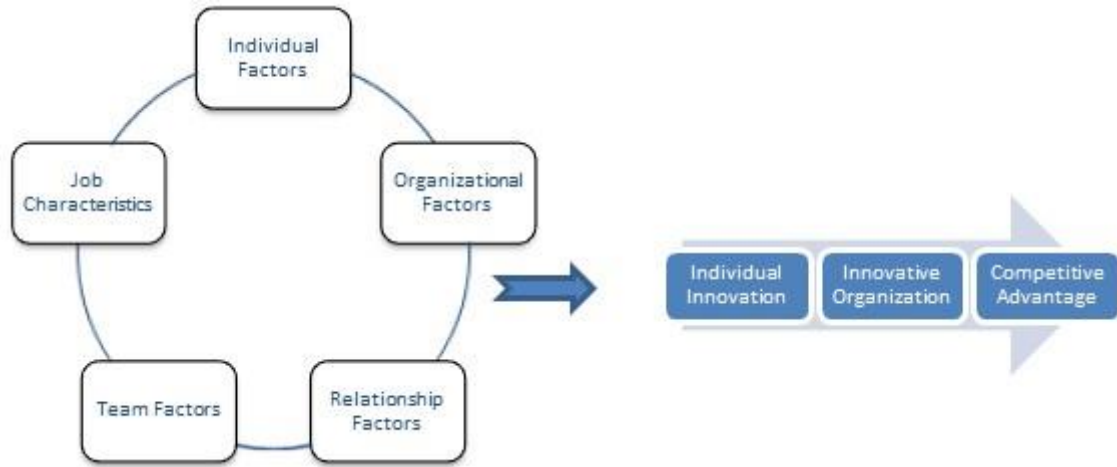 Individual
Factors
Job
Characteristics
Organizational
Factors
Team Factors
Relationship
Factors
Individual
Innovation
Innovative
Organization
Competitive
Advantage